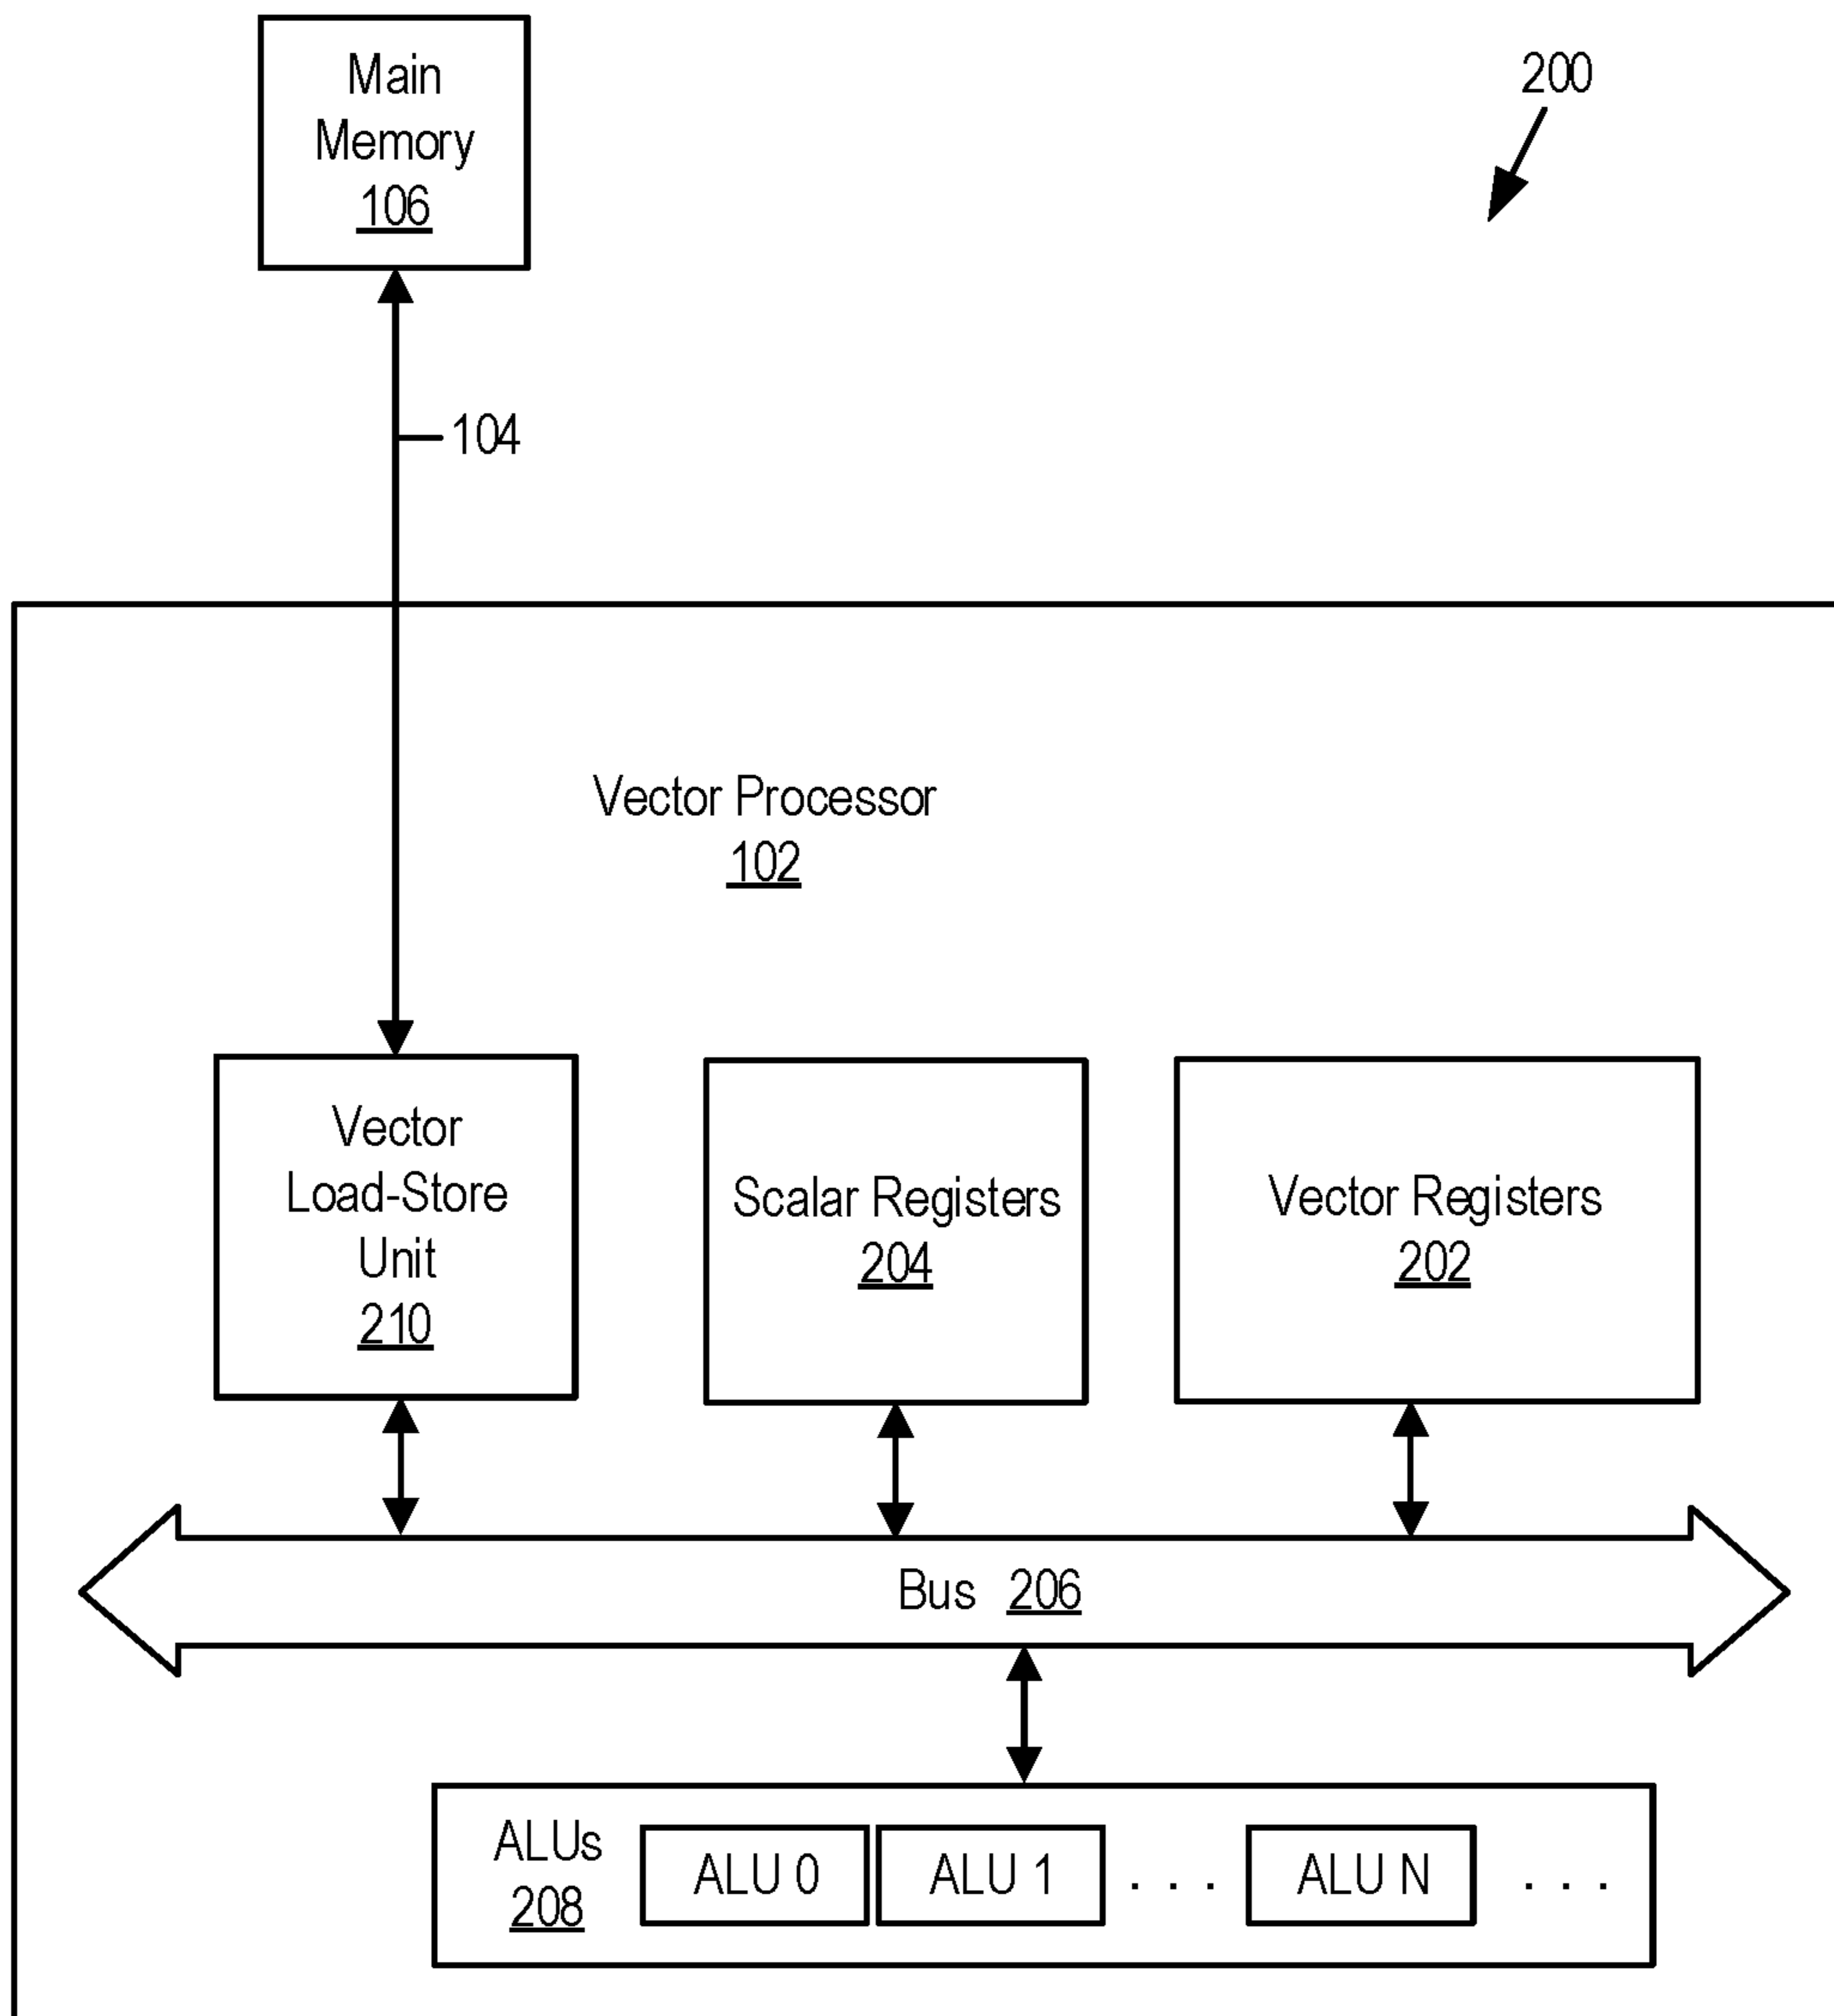 Main
Memory
106
200
104
Vector Processor
102
Vector
Load-Store
Unit
210
Scalar Registers
204
Vector Registers
202
Bus 206
ALUs
208
ALU 0
ALU 1
. . .
ALU N
. . .